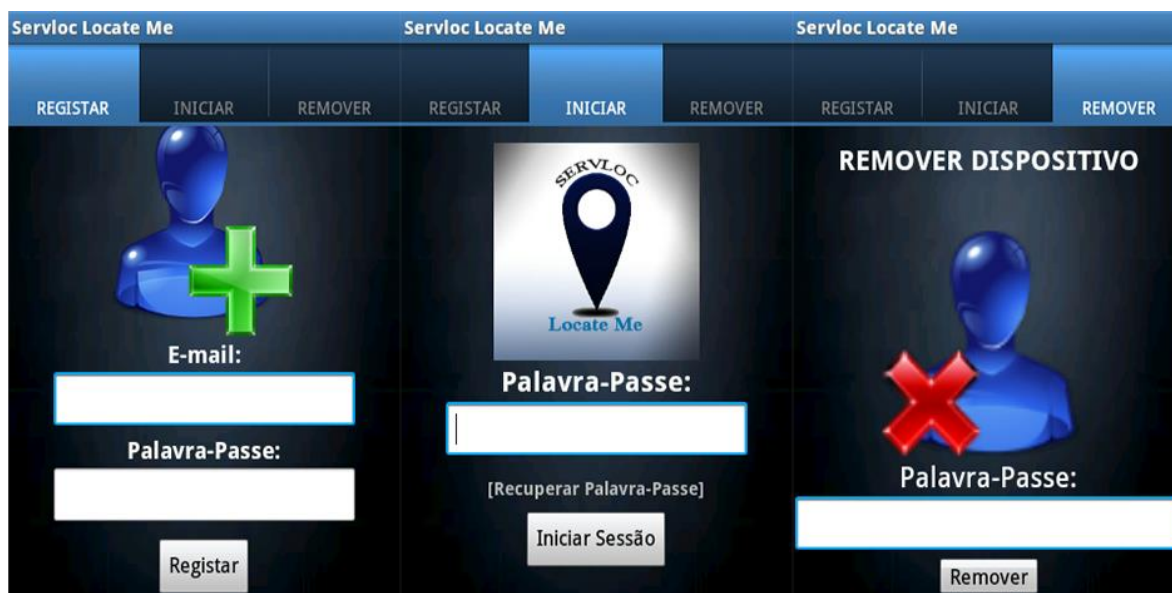 Servloc Locate Me
REGISTAR INICIAR REMOVER
E-mail:
Palavra-Passe:
Registar
Servloc Locate Me
REGISTAR INICIAR REMOVER
SERVLOC
Locate Me
Palavra-Passe:
[Recuperar Palavra-Passe]
Iniciar Sessão
Servloc Locate Me
REGISTAR INICIAR REMOVER
REMOVER DISPOSITIVO
Palavra-Passe:
Remover